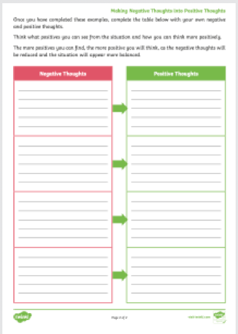 Making Negative Thoughts into Positive Thoughts
Once you have completed these examples, complete the table below with your own negative
and positive thoughts.
Think what positives you can see from the situation and how you can think more positively.
The more positives you can find, the more positive you will think, as the negative thoughts will
be reduced and the situation will appear more balanced.
Negative Thoughts
Positive Thoughts
twinkl